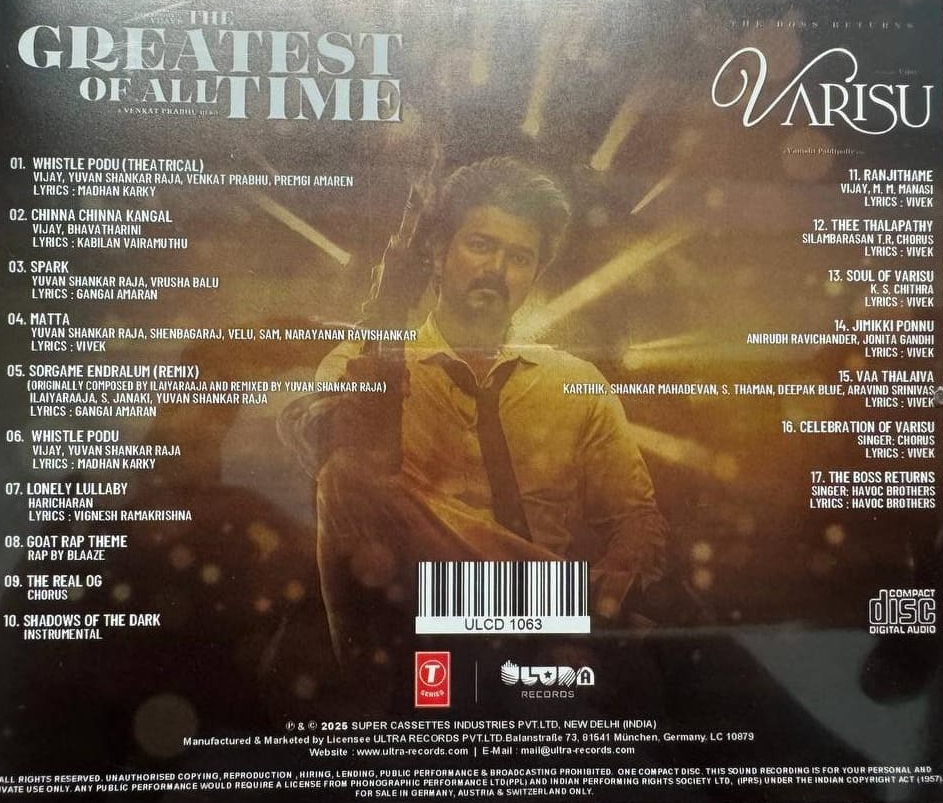 THE
GREATEST
OF ALL TIME
A VENKAT PRABHU HERO
THE BOSS RETURNS
VARISU
01. WHISTLE PODU (THEATRICAL)
VIJAY, YUVAN SHANKAR RAJA, VENKAT PRABHU, PREMGI AMAREN
LYRICS : MADHAN KARKY
02. CHINNA CHINNA KANGAL
VIJAY, BHAVATHARINI
LYRICS : KABILAN VAIRAMUTHU
03. SPARK
YUVAN SHANKAR RAJA, VRUSHA BALU
LYRICS : GANGAI AMARAN
04. MATTA
YUVAN SHANKAR RAJA, SHENBAGARAJ, VELU, SAM, NARAYANAN RAVISHANKAR
LYRICS : VIVEK
05. SORGAME ENDRALUM (REMIX)
(ORIGINALLY COMPOSED BY ILAIYARAAJA AND REMIXED BY YUVAN SHANKAR RAJA)
ILAIYARAAJA, S. JANAKI, YUVAN SHANKAR RAJA
LYRICS : GANGAI AMARAN
06. WHISTLE PODU
VIJAY, YUVAN SHANKAR RAJA
LYRICS : MADHAN KARKY
07. LONELY LULLABY
HARICHARAN
LYRICS : VIGNESH RAMAKRISHNA
08. GOAT RAP THEME
RAP BY BLAAZE
09. THE REAL OG
CHORUS
10. SHADOWS OF THE DARK
INSTRUMENTAL
11. RANJITHAME
VIJAY, M. M. MANASI
LYRICS : VIVEK
12. THEE THALAPATHY
SILAMBARASAN T.R, CHORUS
LYRICS : VIVEK
13. SOUL OF VARISU
K. S. CHITHRA
LYRICS : VIVEK
14. JIMIKKI PONNU
ANIRUDH RAVICHANDER, JONITA GANDHI
LYRICS : VIVEK
15. VAA THALAIVA
KARTHIK, SHANKAR MAHADEVAN, S. THAMAN, DEEPAK BLUE, ARAVIND SRINIVAS
LYRICS : VIVEK
16. CELEBRATION OF VARISU
SINGER: CHORUS
LYRICS : VIVEK
17. THE BOSS RETURNS
SINGER: HAVOC BROTHERS
LYRICS : HAVOC BROTHERS
ULCD 1063
COMPACT
disc
DIGITAL AUDIO
T
SERIES
ULTRA
RECORDS
℗ & © 2025 SUPER CASSETTES INDUSTRIES PVT.LTD, NEW DELHI (INDIA)
Manufactured & Marketed by Licensee ULTRA RECORDS PVT.LTD.Balanstraße 73, 81541 München, Germany. LC 10879
Website : www.ultra-records.com | E-Mail : mail@ultra-records.com
ALL RIGHTS RESERVED. UNAUTHORISED COPYING, REPRODUCTION , HIRING, LENDING, PUBLIC PERFORMANCE & BROADCASTING PROHIBITED. ONE COMPACT DISC. THIS SOUND RECORDING IS FOR YOUR PERSONAL AND
VATE USE ONLY. ANY PUBLIC PERFORMANCE WOULD REQUIRE A LICENSE FROM PHONOGRAPHIC PERFORMANCE LTD(PPL) AND INDIAN PERFORMING RIGHTS SOCIETY LTD, (IPRS) UNDER THE INDIAN COPYRIGHT ACT (1957)
FOR SALE IN GERMANY, AUSTRIA & SWITZERLAND ONLY.